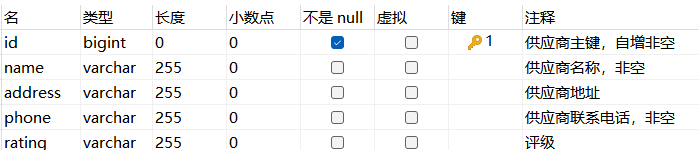 名 类型 长度 小数点 不是 null 虚拟 键 注释
id bigint 0 0 1 供应商主键，自增非空
name varchar 255 0 供应商名称，非空
address varchar 255 0 供应商地址
phone varchar 255 0 供应商联系电话，非空
rating varchar 255 0 评级